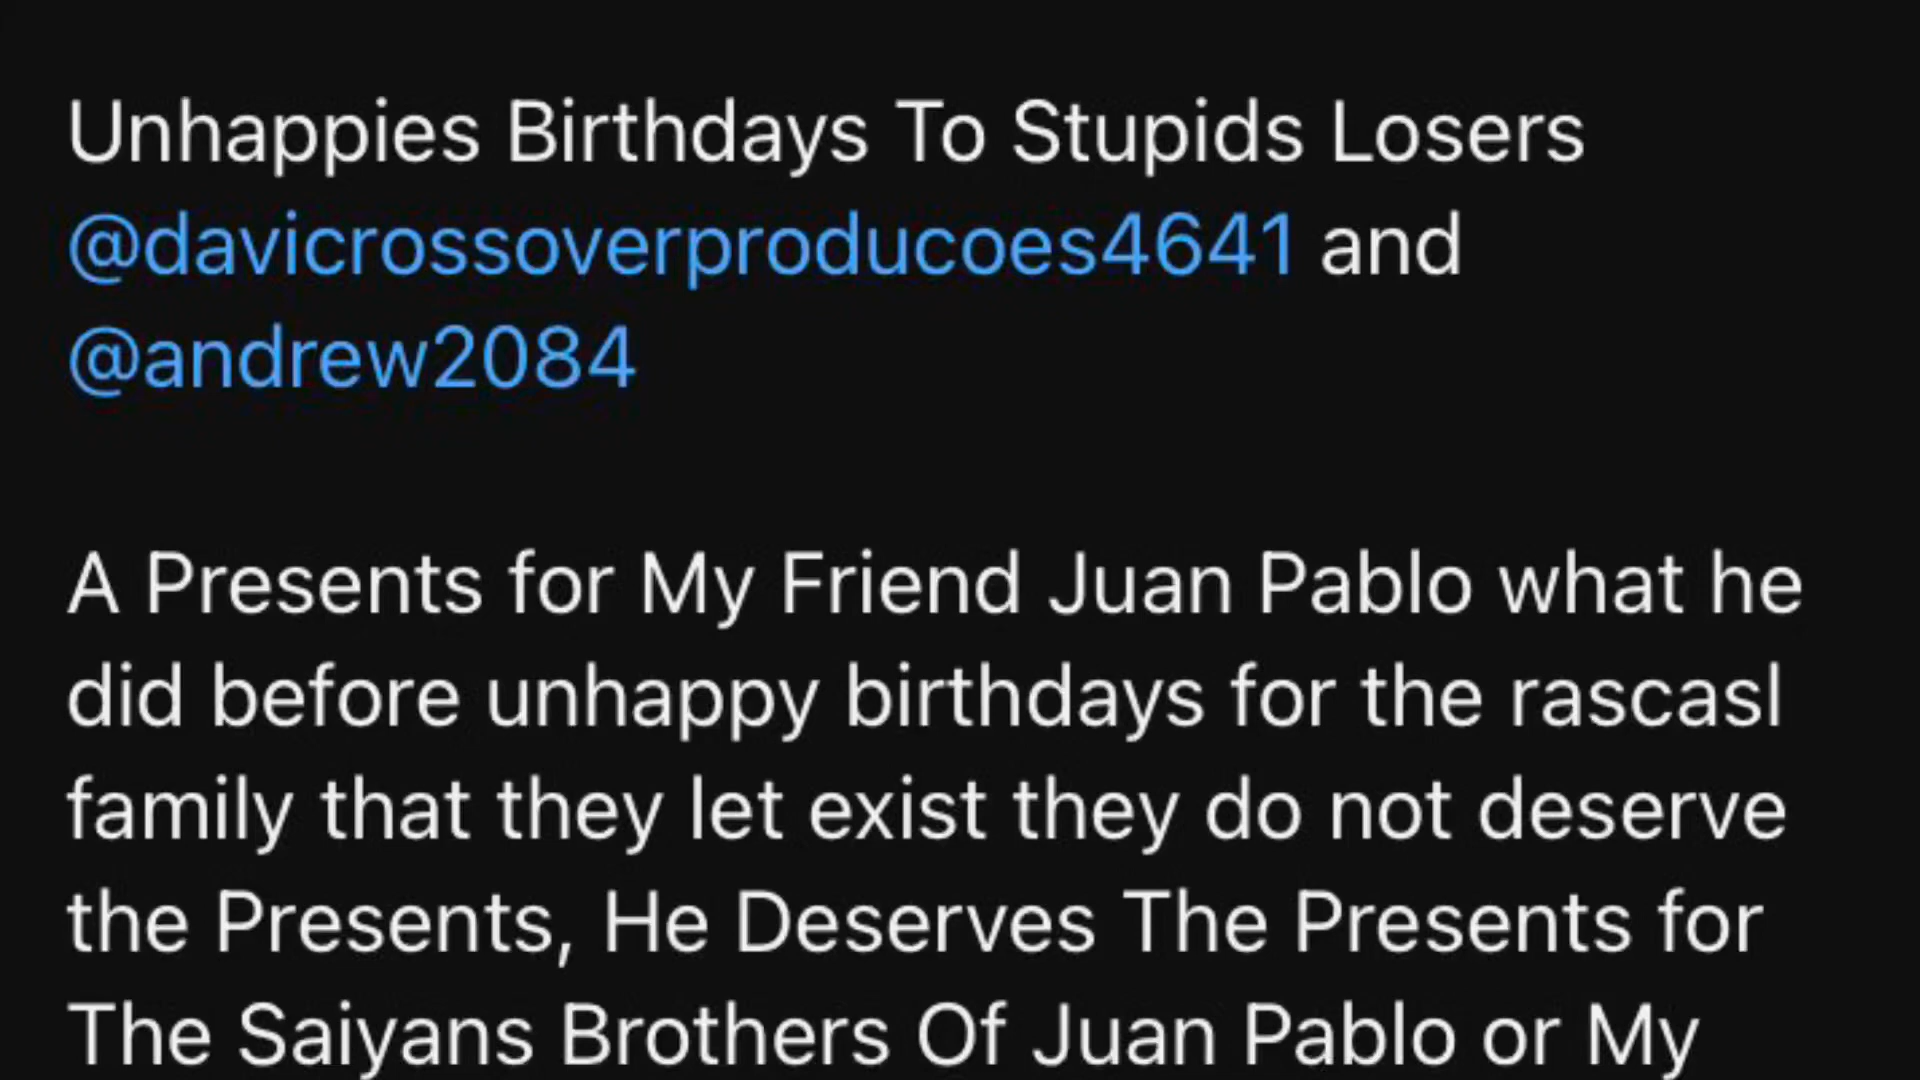 Unhappies Birthdays To Stupids Losers
@davicrossoverproducoes4641 and
@andrew2084
A Presents for My Friend Juan Pablo what he
did before unhappy birthdays for the rascasl
family that they let exist they do not deserve
the Presents, He Deserves The Presents for
The Saiyans Brothers Of Juan Pablo or My